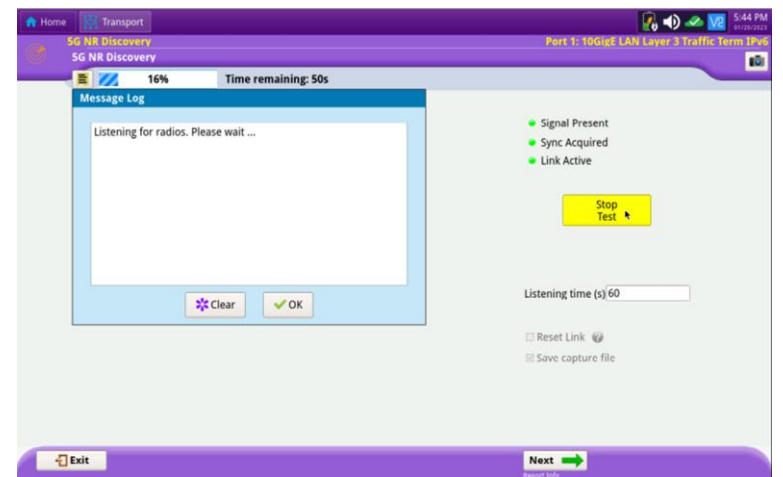 Home
Transport
5:44 PM
5G NR Discovery
Port 1: 10GigE LAN Layer 3 Traffic Term IPv6
5G NR Discovery
16%
Time remaining: 50s
Message Log
Listening for radios. Please wait ...
Signal Present
Sync Acquired
Link Active
Stop
Test
Listening time (s) 60
Clear
OK
Reset Link
Save capture file
Exit
Next
Report Info